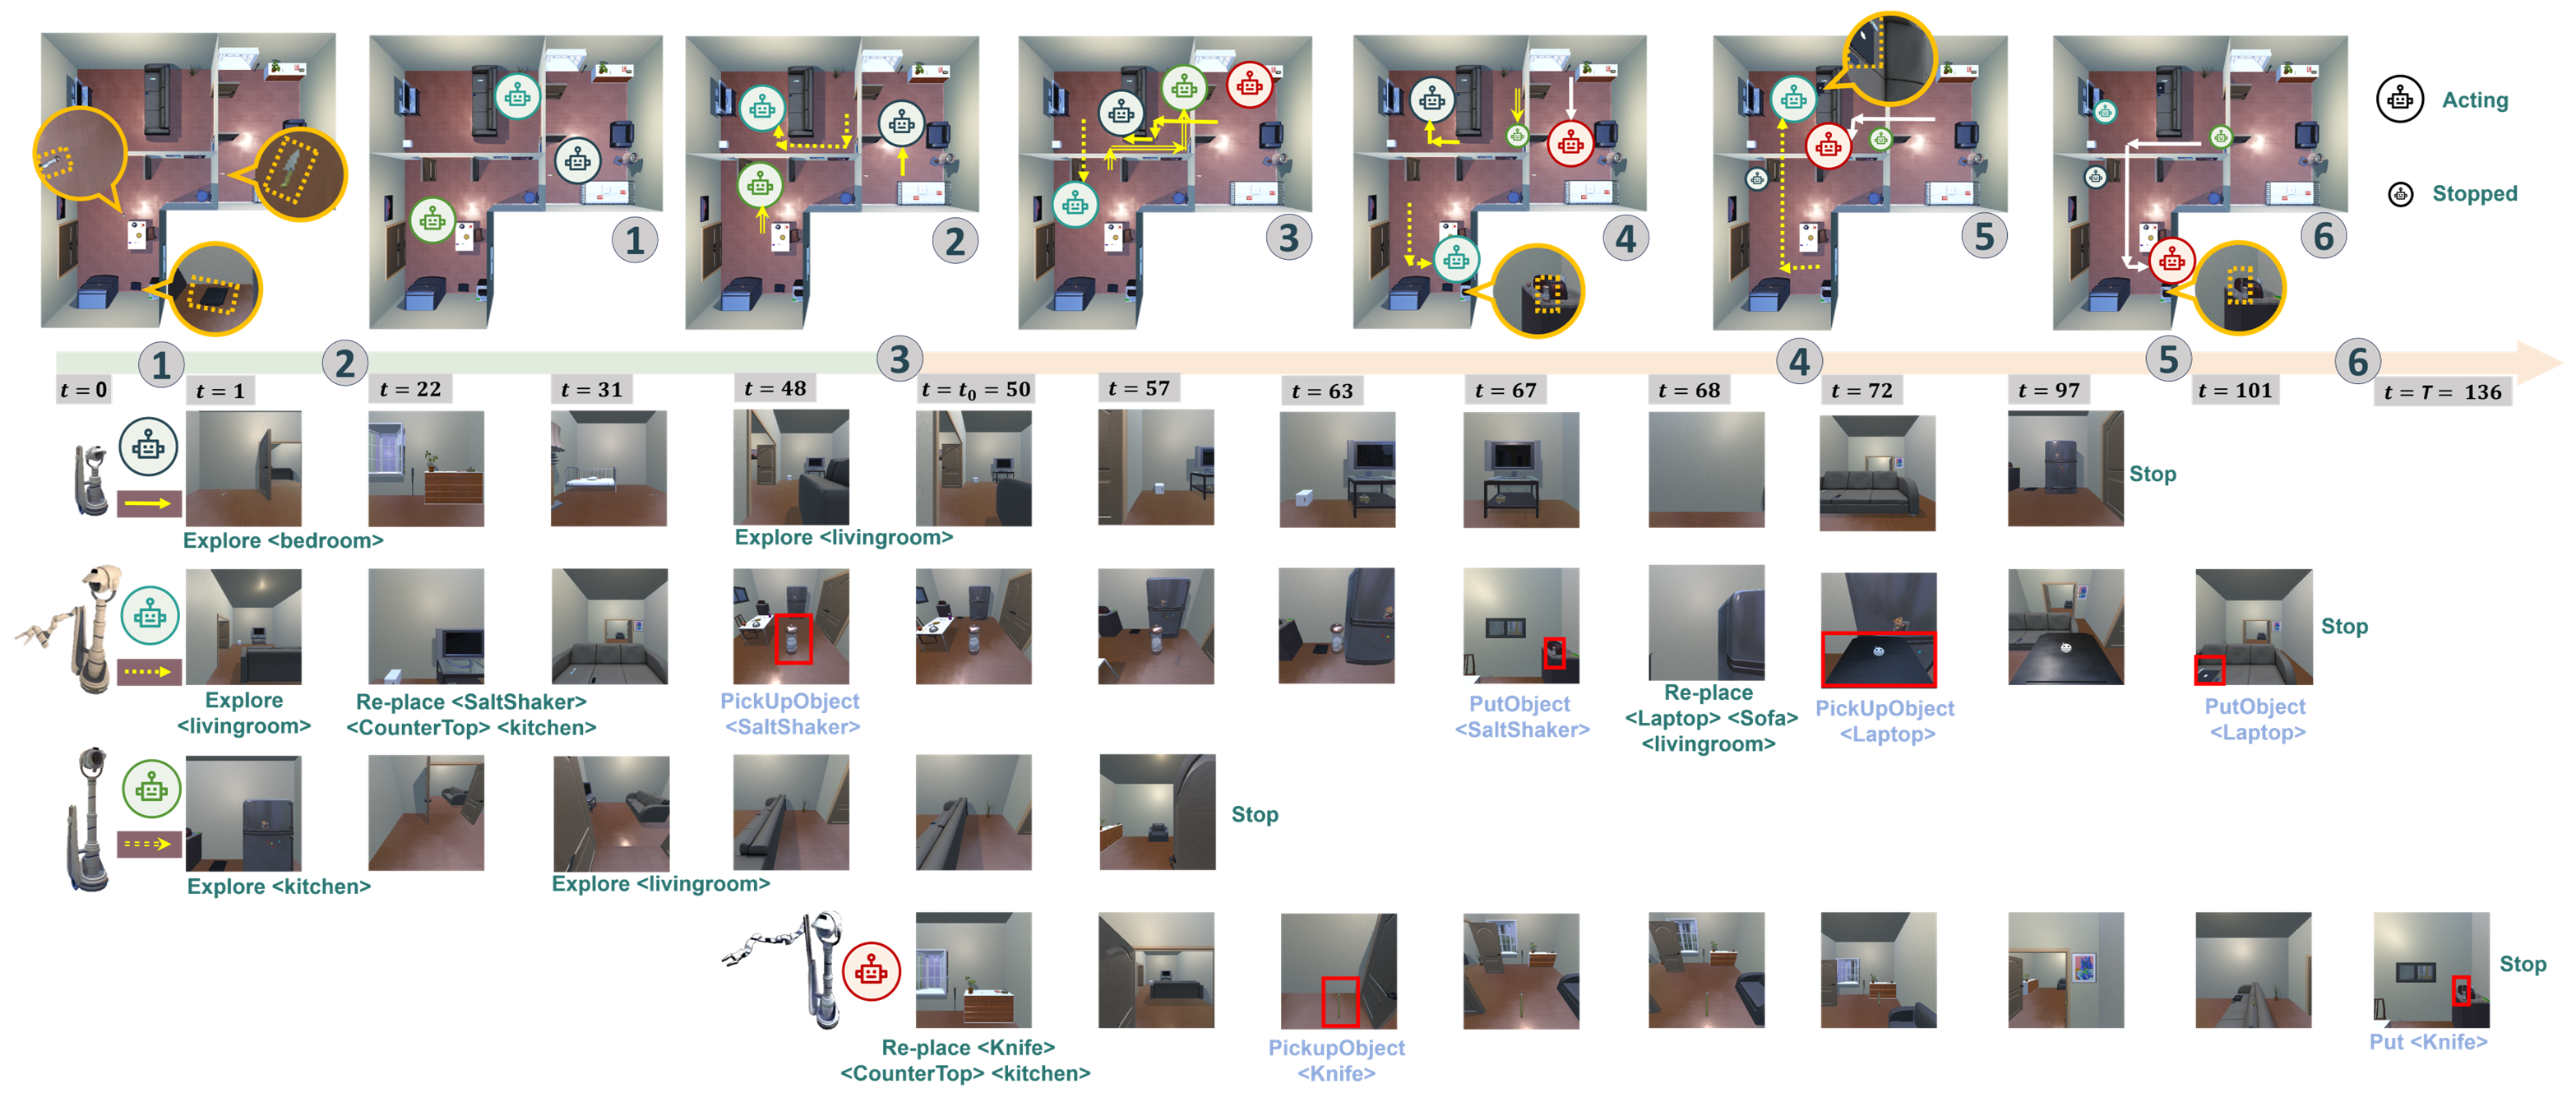 1
2
3
4
5
6
Acting
Stopped
1
2
3
4
5
6
t = 0
t = 1
t = 22
t = 31
t = 48
t = t₀ = 50
t = 57
t = 63
t = 67
t = 68
t = 72
t = 97
t = 101
t = T = 136
Explore <bedroom>
Explore <livingroom>
Stop
Explore
<livingroom>
Re-place <SaltShaker>
<CounterTop> <kitchen>
PickUpObject
<SaltShaker>
PutObject
<SaltShaker>
Re-place
<Laptop> <Sofa>
<livingroom>
PickUpObject
<Laptop>
PutObject
<Laptop>
Stop
Explore <kitchen>
Explore <livingroom>
Stop
Re-place <Knife>
<CounterTop> <kitchen>
PickupObject
<Knife>
Put <Knife>
Stop